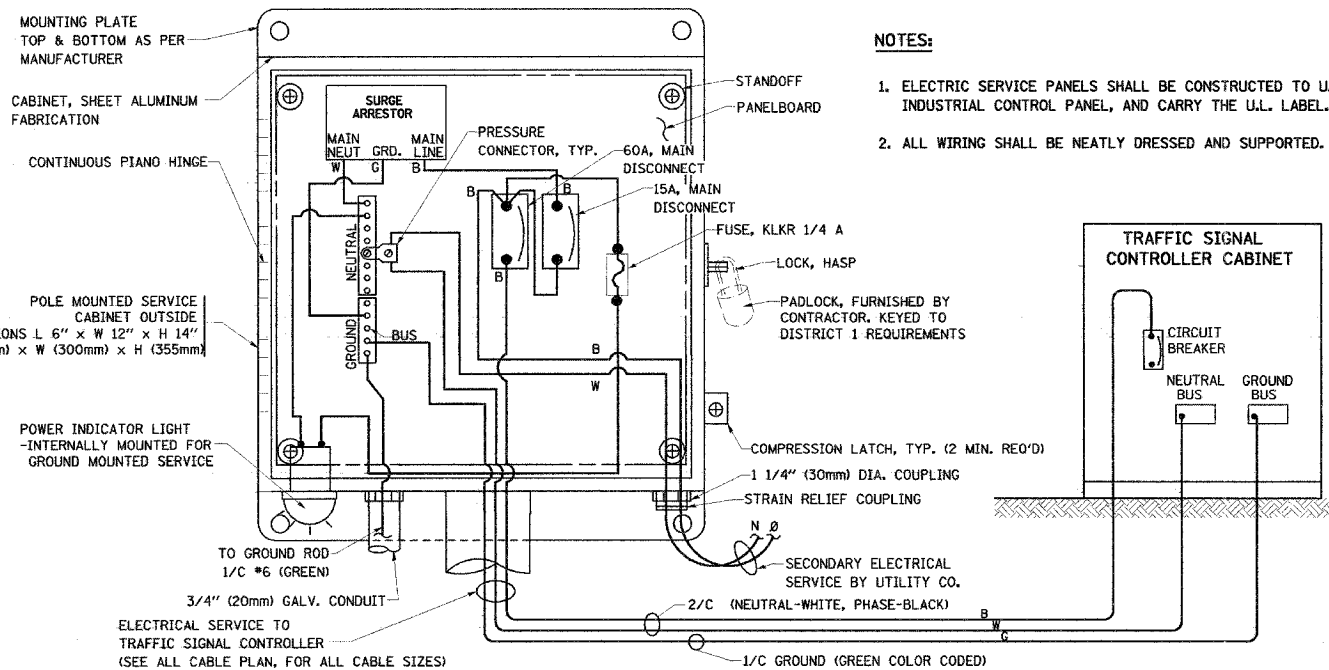 MOUNTING PLATE
TOP & BOTTOM AS PER
MANUFACTURER
CABINET, SHEET ALUMINUM
FABRICATION
CONTINUOUS PIANO HINGE
POLE MOUNTED SERVICE
CABINET OUTSIDE
IONS L 6" x W 12" x H 14"
m) x W (300mm) x H (355mm)
POWER INDICATOR LIGHT
-INTERNALLY MOUNTED FOR
GROUND MOUNTED SERVICE
SURGE
ARRESTOR
MAIN NEUT
GRD.
MAIN LINE
W
G
B
PRESSURE
CONNECTOR, TYP.
STANDOFF
PANELBOARD
60A, MAIN
DISCONNECT
15A, MAIN
DISCONNECT
B
B
B
FUSE, KLKR 1/4 A
NEUTRAL
GROUND
BUS
B
W
LOCK, HASP
PADLOCK, FURNISHED BY
CONTRACTOR. KEYED TO
DISTRICT 1 REQUIREMENTS
COMPRESSION LATCH, TYP. (2 MIN. REQ'D)
1 1/4" (30mm) DIA. COUPLING
STRAIN RELIEF COUPLING
N Ø
SECONDARY ELECTRICAL
SERVICE BY UTILITY CO.
TO GROUND ROD
1/C #6 (GREEN)
3/4" (20mm) GALV. CONDUIT
ELECTRICAL SERVICE TO
TRAFFIC SIGNAL CONTROLLER
(SEE ALL CABLE PLAN, FOR ALL CABLE SIZES)
2/C (NEUTRAL-WHITE, PHASE-BLACK)
B
W
G
1/C GROUND (GREEN COLOR CODED)
NOTES:
1. ELECTRIC SERVICE PANELS SHALL BE CONSTRUCTED TO U.
INDUSTRIAL CONTROL PANEL, AND CARRY THE U.L. LABEL.
2. ALL WIRING SHALL BE NEATLY DRESSED AND SUPPORTED.
TRAFFIC SIGNAL
CONTROLLER CABINET
CIRCUIT
BREAKER
NEUTRAL
BUS
GROUND
BUS